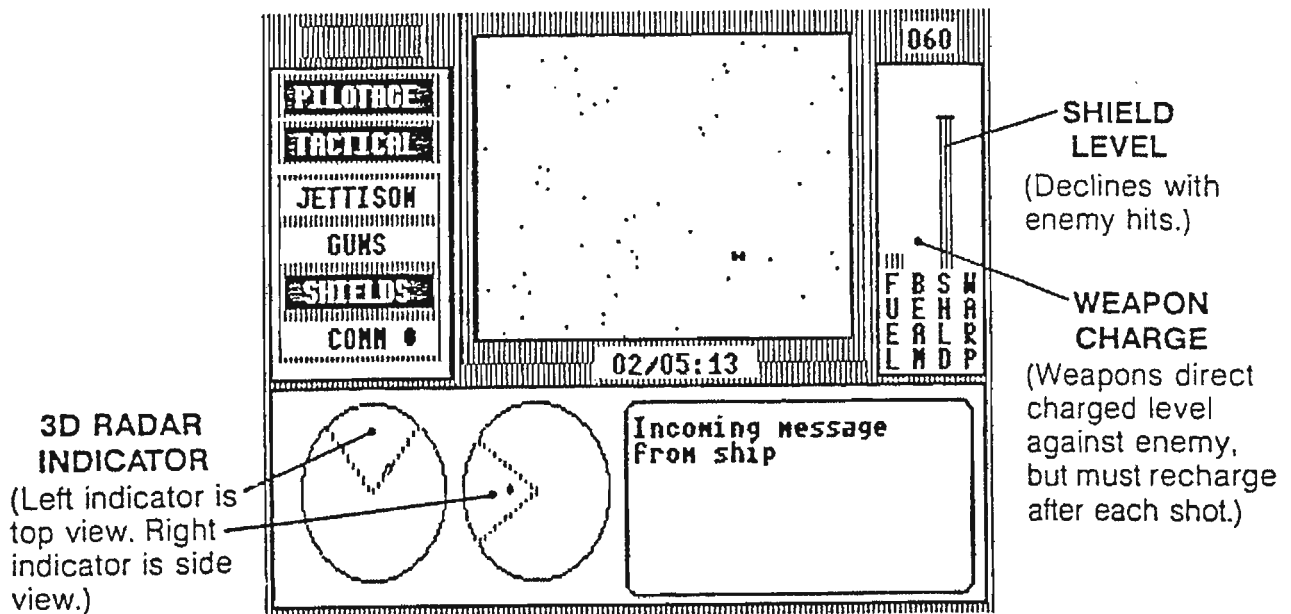 060
PILOTAGE
TACTICAL
JETTISON
GUNS
SHIELDS
COMM
FUEL BEAM SHLD WARP
02/05:13
Incoming message
from ship
SHIELD
LEVEL
(Declines with
enemy hits.)
WEAPON
CHARGE
(Weapons direct
charged level
against enemy,
but must recharge
after each shot.)
3D RADAR
INDICATOR
(Left indicator is
top view. Right
indicator is side
view.)